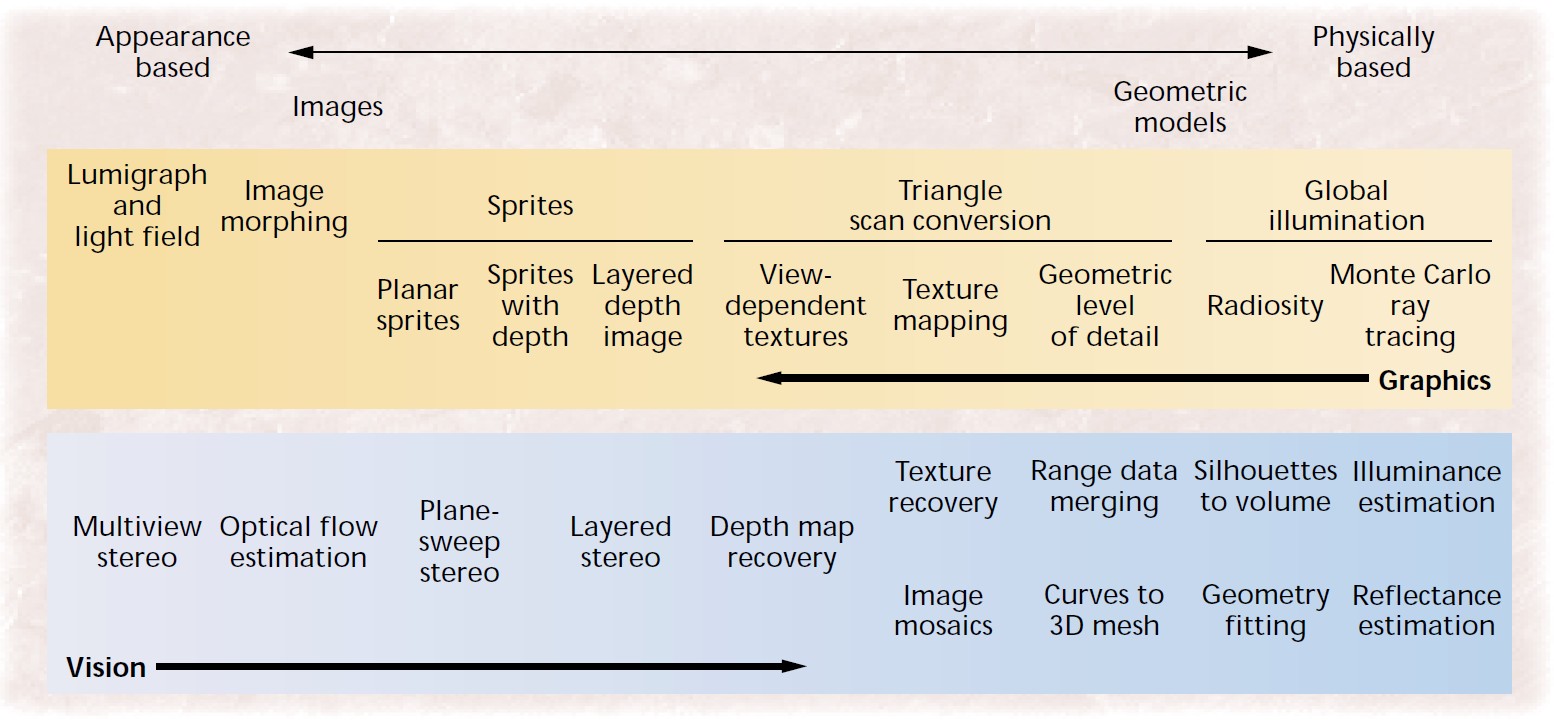 Appearance
based
Physically
based
Images
Geometric
models
Lumigraph
and
light field
Image
morphing
Sprites
Triangle
scan conversion
Global
illumination
Planar
sprites
Sprites
with
depth
Layered
depth
image
View-
dependent
textures
Texture
mapping
Geometric
level
of detail
Radiosity
Monte Carlo
ray
tracing
Graphics
Multiview
stereo
Optical flow
estimation
Plane-
sweep
stereo
Layered
stereo
Depth map
recovery
Texture
recovery
Range data
merging
Silhouettes
to volume
Illuminance
estimation
Image
mosaics
Curves to
3D mesh
Geometry
fitting
Reflectance
estimation
Vision